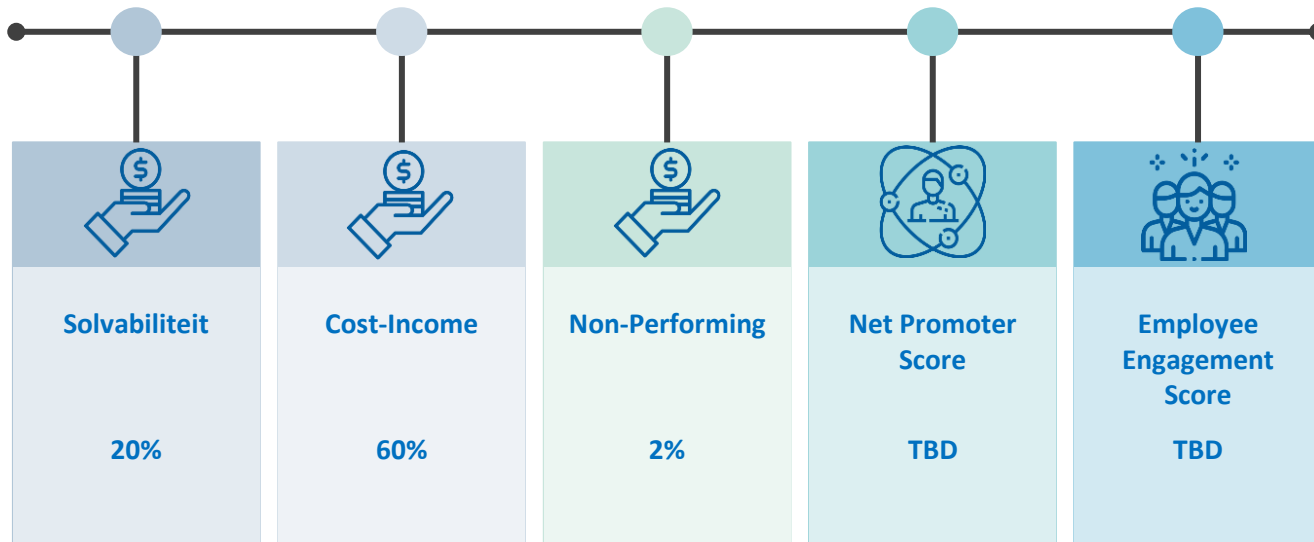 $
$
$
Solvabiliteit
20%
Cost-Income
60%
Non-Performing
2%
Net Promoter
Score
TBD
Employee
Engagement
Score
TBD